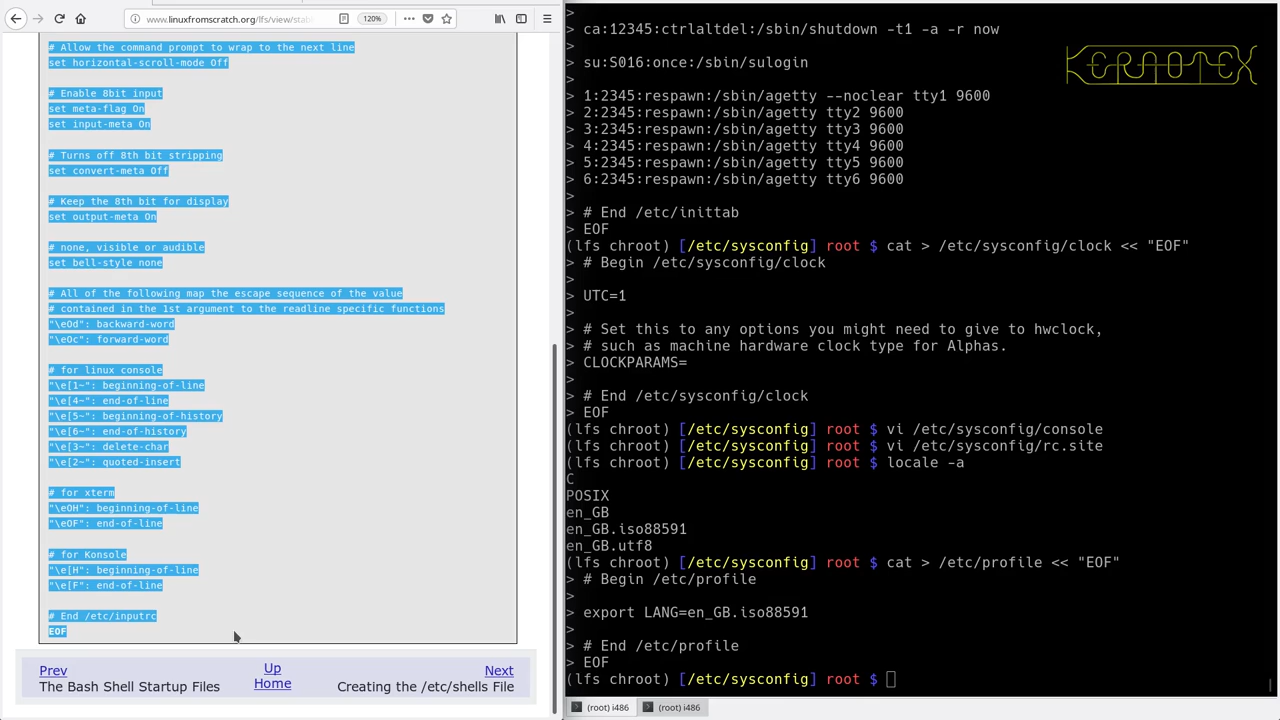 www.linuxfromscratch.org/lfs/view/stab
120%
# Allow the command prompt to wrap to the next line
set horizontal-scroll-mode Off
# Enable 8bit input
set meta-flag On
set input-meta On
# Turns off 8th bit stripping
set convert-meta Off
# Keep the 8th bit for display
set output-meta On
# none, visible or audible
set bell-style none
# All of the following map the escape sequence of the value
# contained in the 1st argument to the readline specific functions
"\eOd": backward-word
"\eOc": forward-word
# for linux console
"\e[1~": beginning-of-line
"\e[4~": end-of-line
"\e[5~": beginning-of-history
"\e[6~": end-of-history
"\e[3~": delete-char
"\e[2~": quoted-insert
# for xterm
"\eOH": beginning-of-line
"\eOF": end-of-line
# for Konsole
"\e[H": beginning-of-line
"\e[F": end-of-line
# End /etc/inputrc
EOF
Prev
The Bash Shell Startup Files
Up
Home
Next
Creating the /etc/shells File
>
> ca:12345:ctrlaltdel:/sbin/shutdown -t1 -a -r now
>
> su:S016:once:/sbin/sulogin
>
> 1:2345:respawn:/sbin/agetty --noclear tty1 9600
> 2:2345:respawn:/sbin/agetty tty2 9600
> 3:2345:respawn:/sbin/agetty tty3 9600
> 4:2345:respawn:/sbin/agetty tty4 9600
> 5:2345:respawn:/sbin/agetty tty5 9600
> 6:2345:respawn:/sbin/agetty tty6 9600
>
> # End /etc/inittab
> EOF
(lfs chroot) [/etc/sysconfig] root $ cat > /etc/sysconfig/clock << "EOF"
> # Begin /etc/sysconfig/clock
>
> UTC=1
>
> # Set this to any options you might need to give to hwclock,
> # such as machine hardware clock type for Alphas.
> CLOCKPARAMS=
>
> # End /etc/sysconfig/clock
> EOF
(lfs chroot) [/etc/sysconfig] root $ vi /etc/sysconfig/console
(lfs chroot) [/etc/sysconfig] root $ vi /etc/sysconfig/rc.site
(lfs chroot) [/etc/sysconfig] root $ locale -a
C
POSIX
en_GB
en_GB.iso88591
en_GB.utf8
(lfs chroot) [/etc/sysconfig] root $ cat > /etc/profile << "EOF"
> # Begin /etc/profile
>
> export LANG=en_GB.iso88591
>
> # End /etc/profile
> EOF
(lfs chroot) [/etc/sysconfig] root $
KERAOTEX
(root) i486
(root) i486